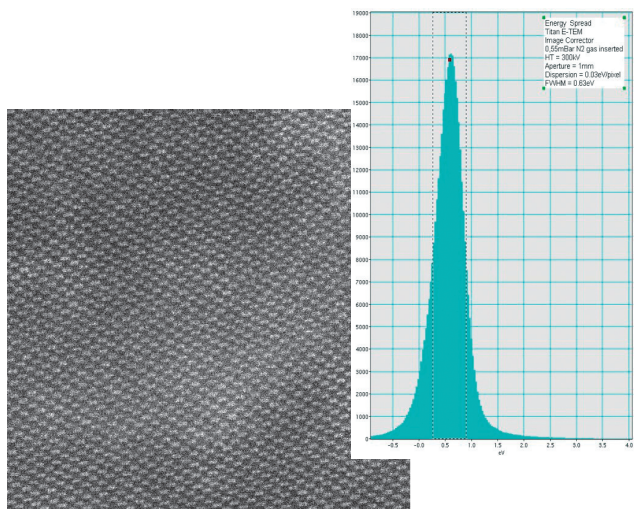 Energy Spread
Titan E-TEM
Image Corrector
0,55mBar N2 gas inserted
HT = 300kV
Aperture = 1mm
Dispersion = 0.03eV/pixel
FWHM = 0.63eV
19000
18000
17000
16000
15000
14000
13000
12000
11000
10000
9000
8000
7000
6000
5000
4000
3000
2000
1000
0
-0.5 -0.0 0.5 1.0 1.5 2.0 2.5 3.0 3.5 4.0
eV